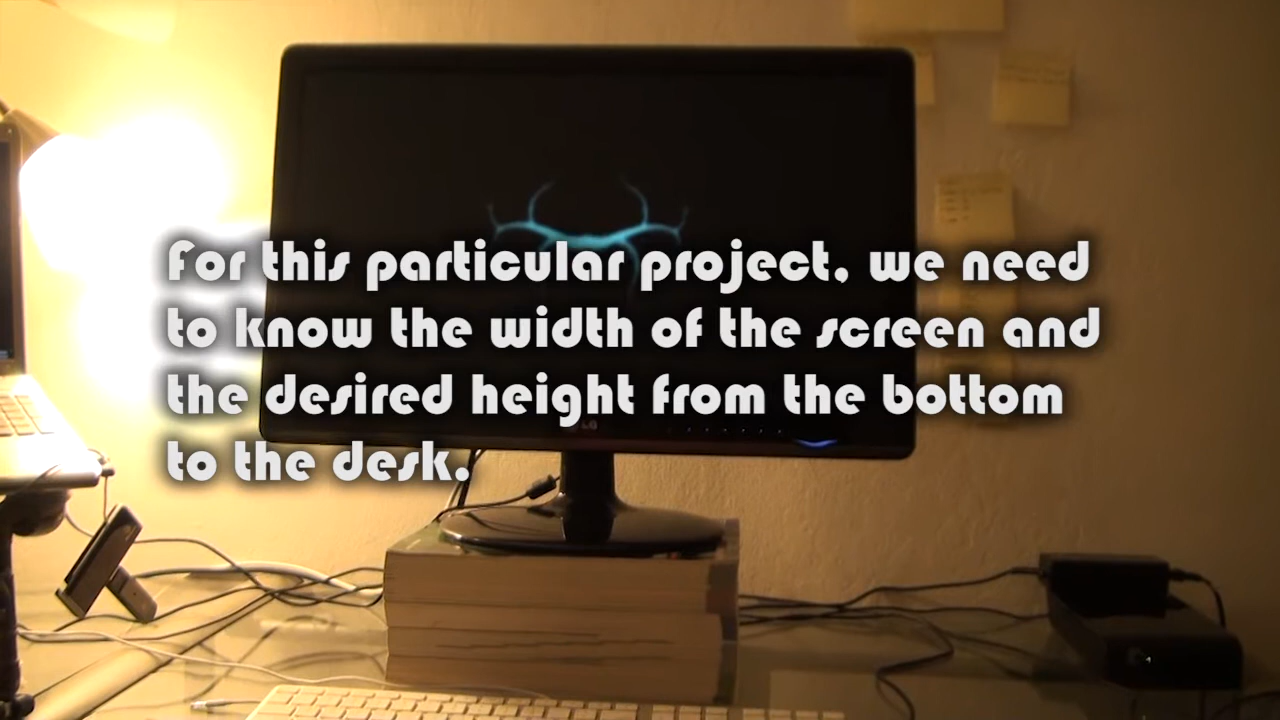 For this particular project, we need
to know the width of the screen and
the desired height from the bottom
to the desk.
LG